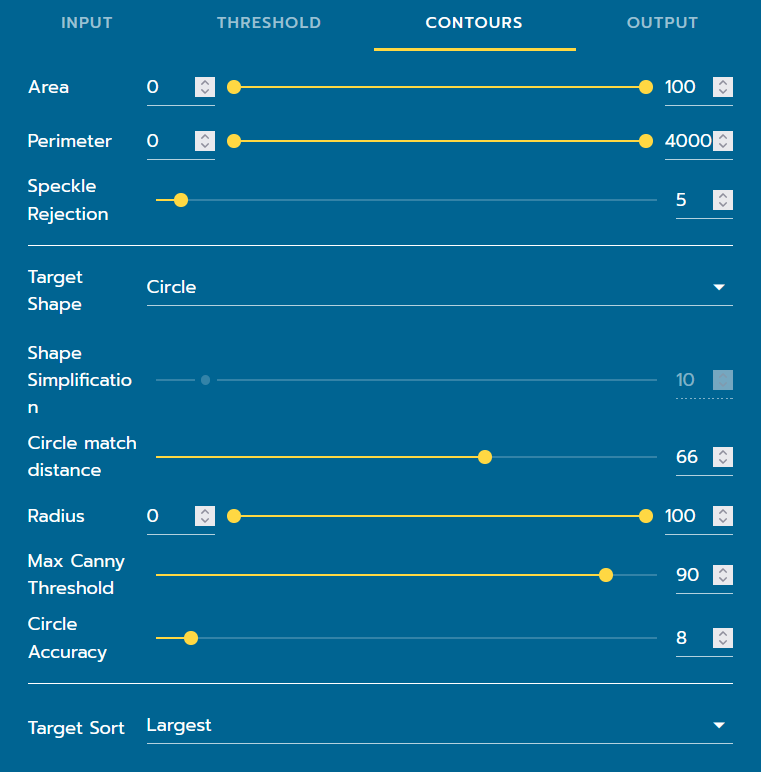 INPUT THRESHOLD CONTOURS OUTPUT
Area 0 100
Perimeter 0 4000
Speckle
Rejection 5
Target
Shape Circle
Shape
Simplificatio 10
n
Circle match
distance 66
Radius 0 100
Max Canny
Threshold 90
Circle
Accuracy 8
Target Sort Largest